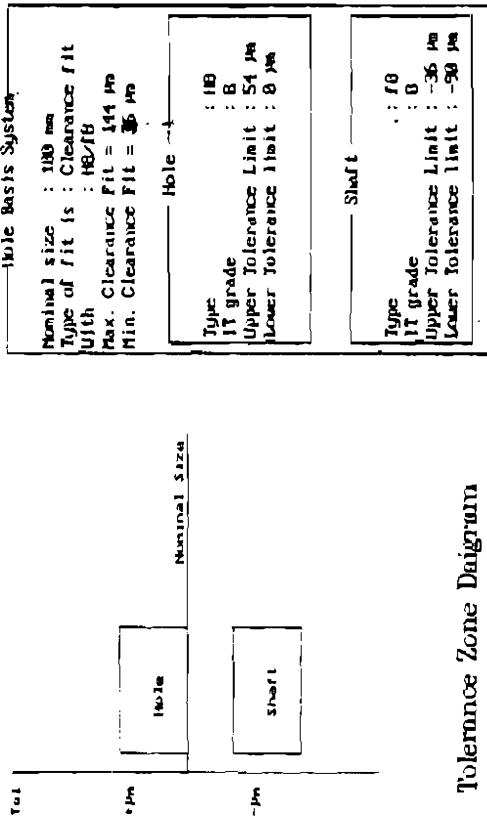 Tol
+µm
-µm
Hole
Shaft
Nominal Size
Tolerance Zone Daigram
Hole Basis System
Nominal size : 100 mm
Type of fit is : Clearance fit
With : H8/f8
Max. Clearance Fit = 144 µm
Min. Clearance Fit = 36 µm
Hole
Type : H8
IT grade : 8
Upper Tolerance Limit : 54 µm
Lower Tolerance limit : 0 µm
Shaft
Type : f8
IT grade : 8
Upper Tolerance Limit : -36 µm
Lower Tolerance limit : -90 µm